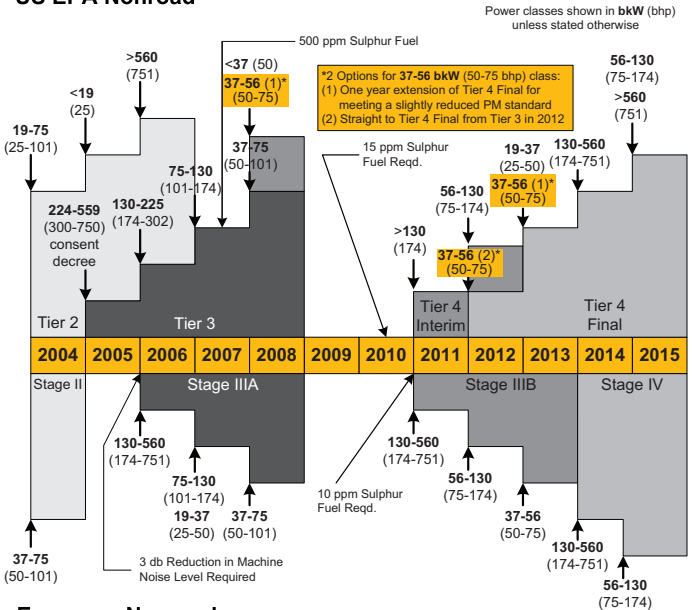 US EPA Nonroad
Power classes shown in bkW (bhp)
unless stated otherwise
500 ppm Sulphur Fuel
>560
(751)
<37 (50)
37-56 (1)*
(50-75)
*2 Options for 37-56 bkW (50-75 bhp) class:
(1) One year extension of Tier 4 Final for
meeting a slightly reduced PM standard
(2) Straight to Tier 4 Final from Tier 3 in 2012
56-130
(75-174)
>560
(751)
<19
(25)
19-75
(25-101)
37-75
(50-101)
15 ppm Sulphur
Fuel Reqd.
19-37
(25-50)
37-56 (1)*
(50-75)
130-560
(174-751)
75-130
(101-174)
56-130
(75-174)
224-559
(300-750)
consent
decree
130-225
(174-302)
>130
(174)
37-56 (2)*
(50-75)
Tier 2
Tier 3
Tier 4
Interim
Tier 4
Final
2004 2005 2006 2007 2008 2009 2010 2011 2012 2013 2014 2015
Stage II
Stage IIIA
Stage IIIB
Stage IV
130-560
(174-751)
75-130
(101-174)
19-37
(25-50)
37-75
(50-101)
130-560
(174-751)
56-130
(75-174)
10 ppm Sulphur
Fuel Reqd.
37-56
(50-75)
130-560
(174-751)
37-75
(50-101)
3 db Reduction in Machine
Noise Level Required
56-130
(75-174)